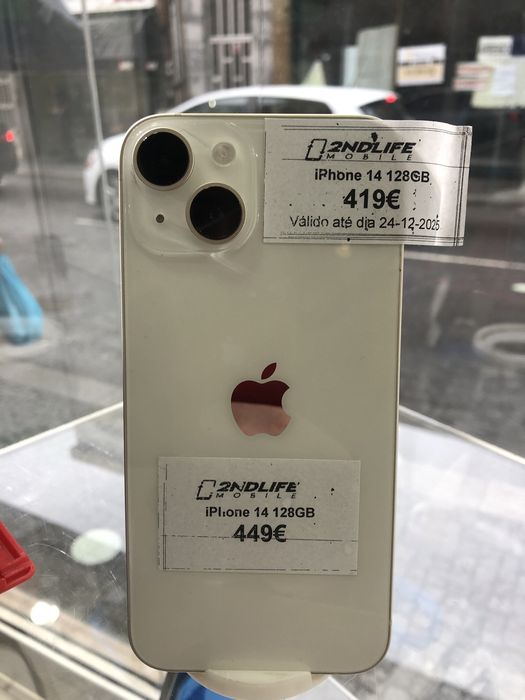 2NDLIFE
MOBILE
iPhone 14 128GB
419€
Válido até dia 24-12-2025
2NDLIFE
MOBILE
iPhone 14 128GB
449€